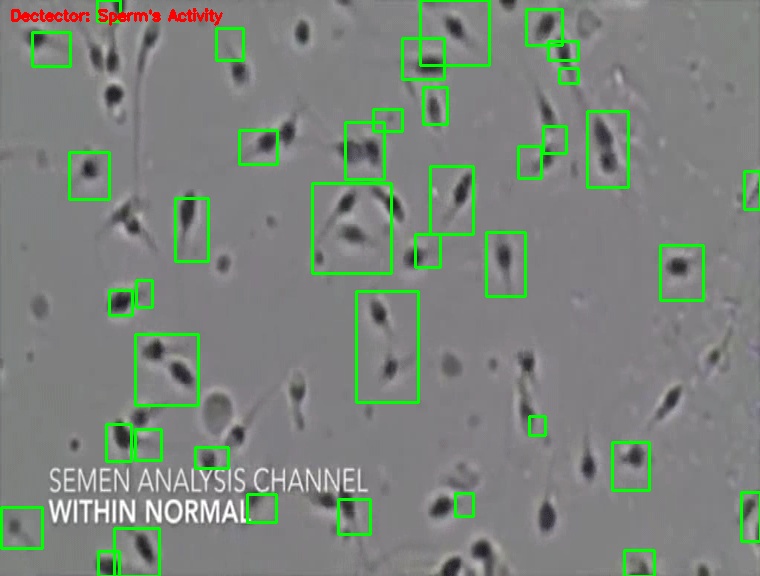 Dectector: Sperm's Activity
SEMEN ANALYSIS CHANNEL
WITHIN NORMAL